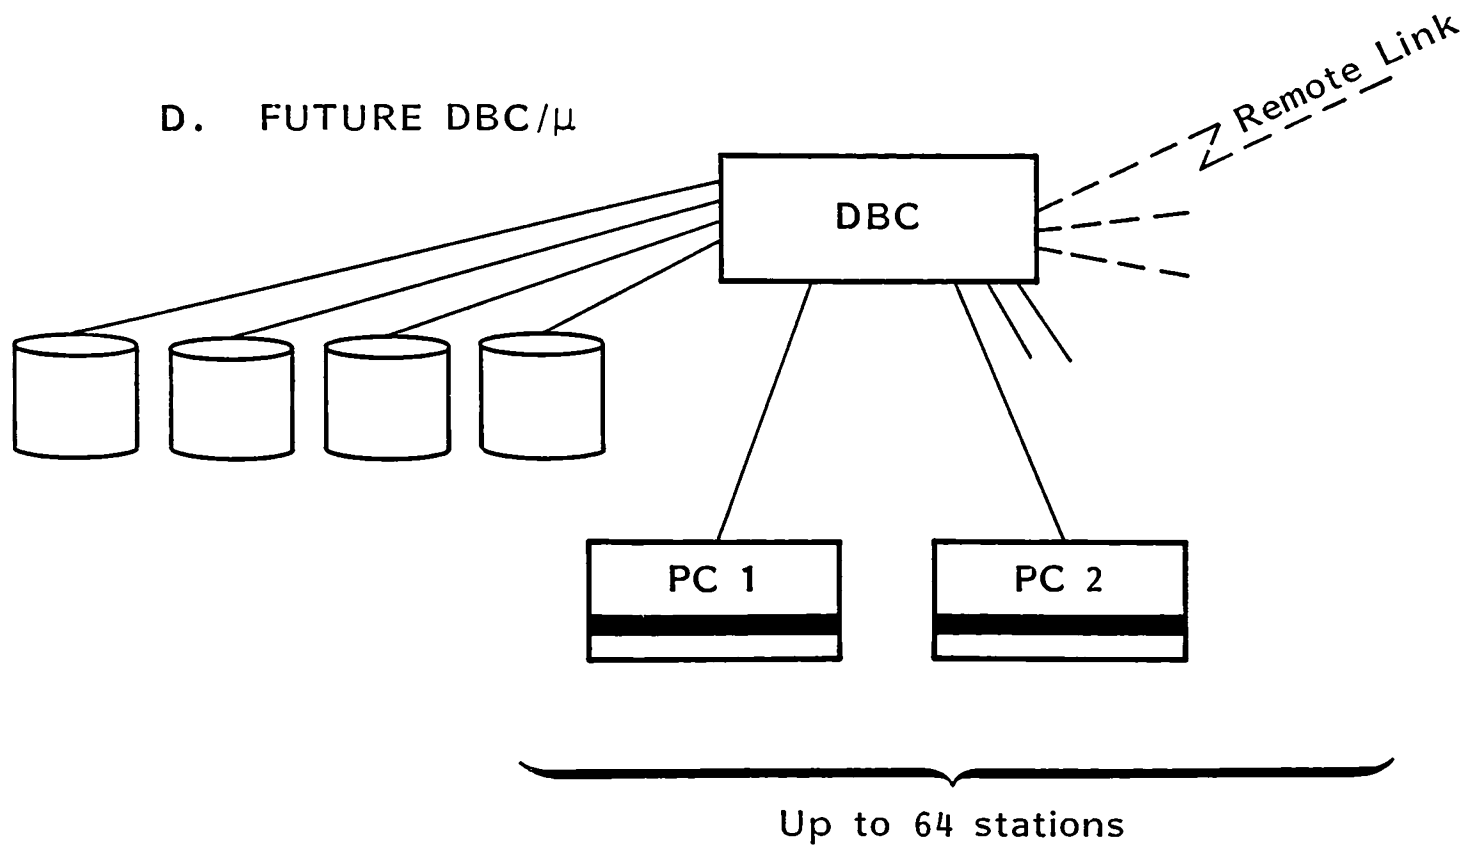 D. FUTURE DBC/μ
Remote Link
DBC
PC 1
PC 2
Up to 64 stations